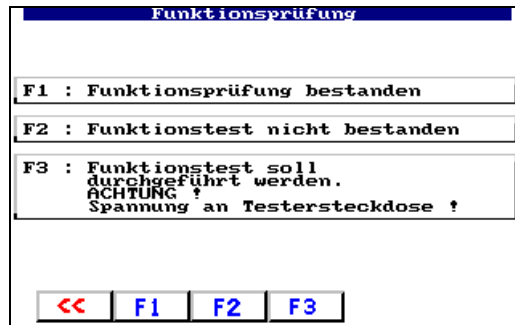 Funktionsprüfung
F1 : Funktionsprüfung bestanden
F2 : Funktionstest nicht bestanden
F3 : Funktionstest soll
durchgeführt werden.
ACHTUNG !
Spannung an Testersteckdose !
<< F1 F2 F3